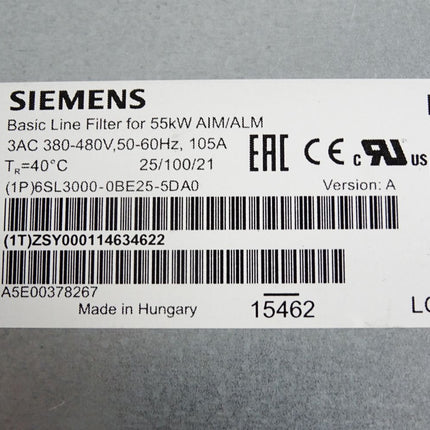 SIEMENS
Basic Line Filter for 55kW AIM/ALM
3AC 380-480V,50-60Hz, 105A
TR=40°C 25/100/21
EAC CE c RU US
(1P)6SL3000-0BE25-5DA0 Version: A
(1T)ZSY000114634622
A5E00378267
Made in Hungary 15462